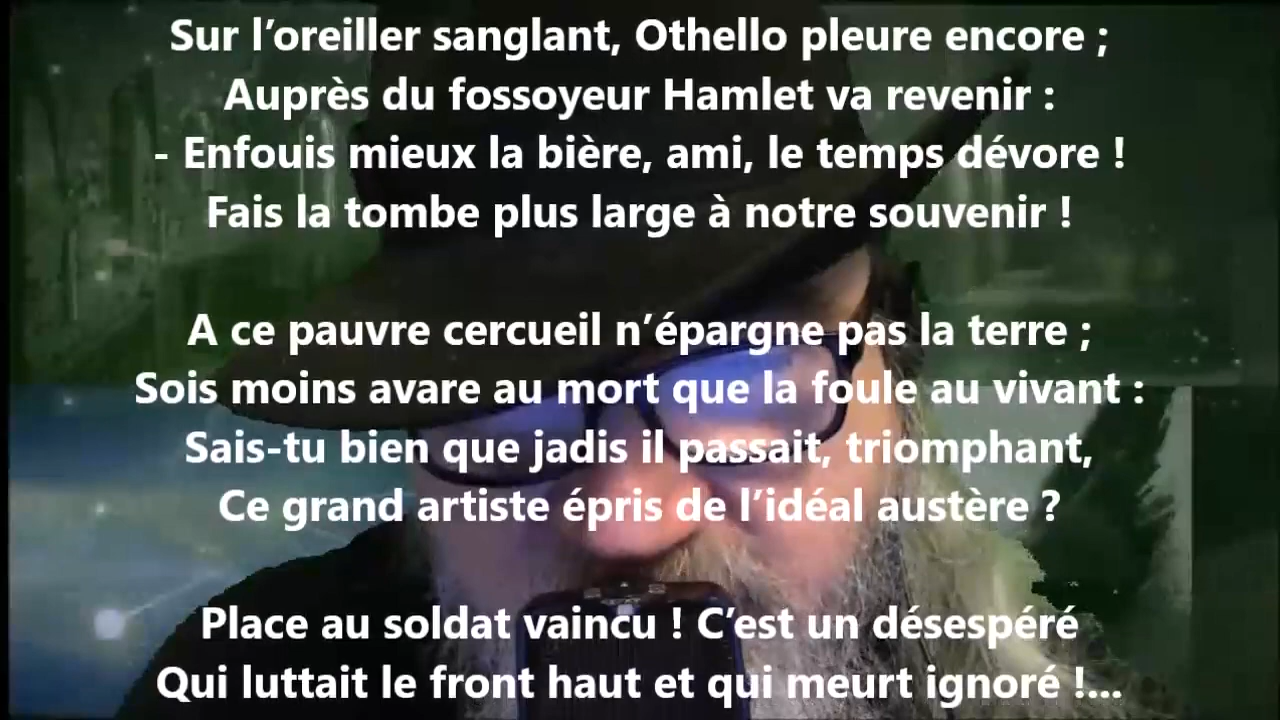 Sur l’oreiller sanglant, Othello pleure encore ;
Auprès du fossoyeur Hamlet va revenir :
- Enfouis mieux la bière, ami, le temps dévore !
Fais la tombe plus large à notre souvenir !
A ce pauvre cercueil n’épargne pas la terre ;
Sois moins avare au mort que la foule au vivant :
Sais-tu bien que jadis il passait, triomphant,
Ce grand artiste épris de l’idéal austère ?
Place au soldat vaincu ! C’est un désespéré
Qui luttait le front haut et qui meurt ignoré !...